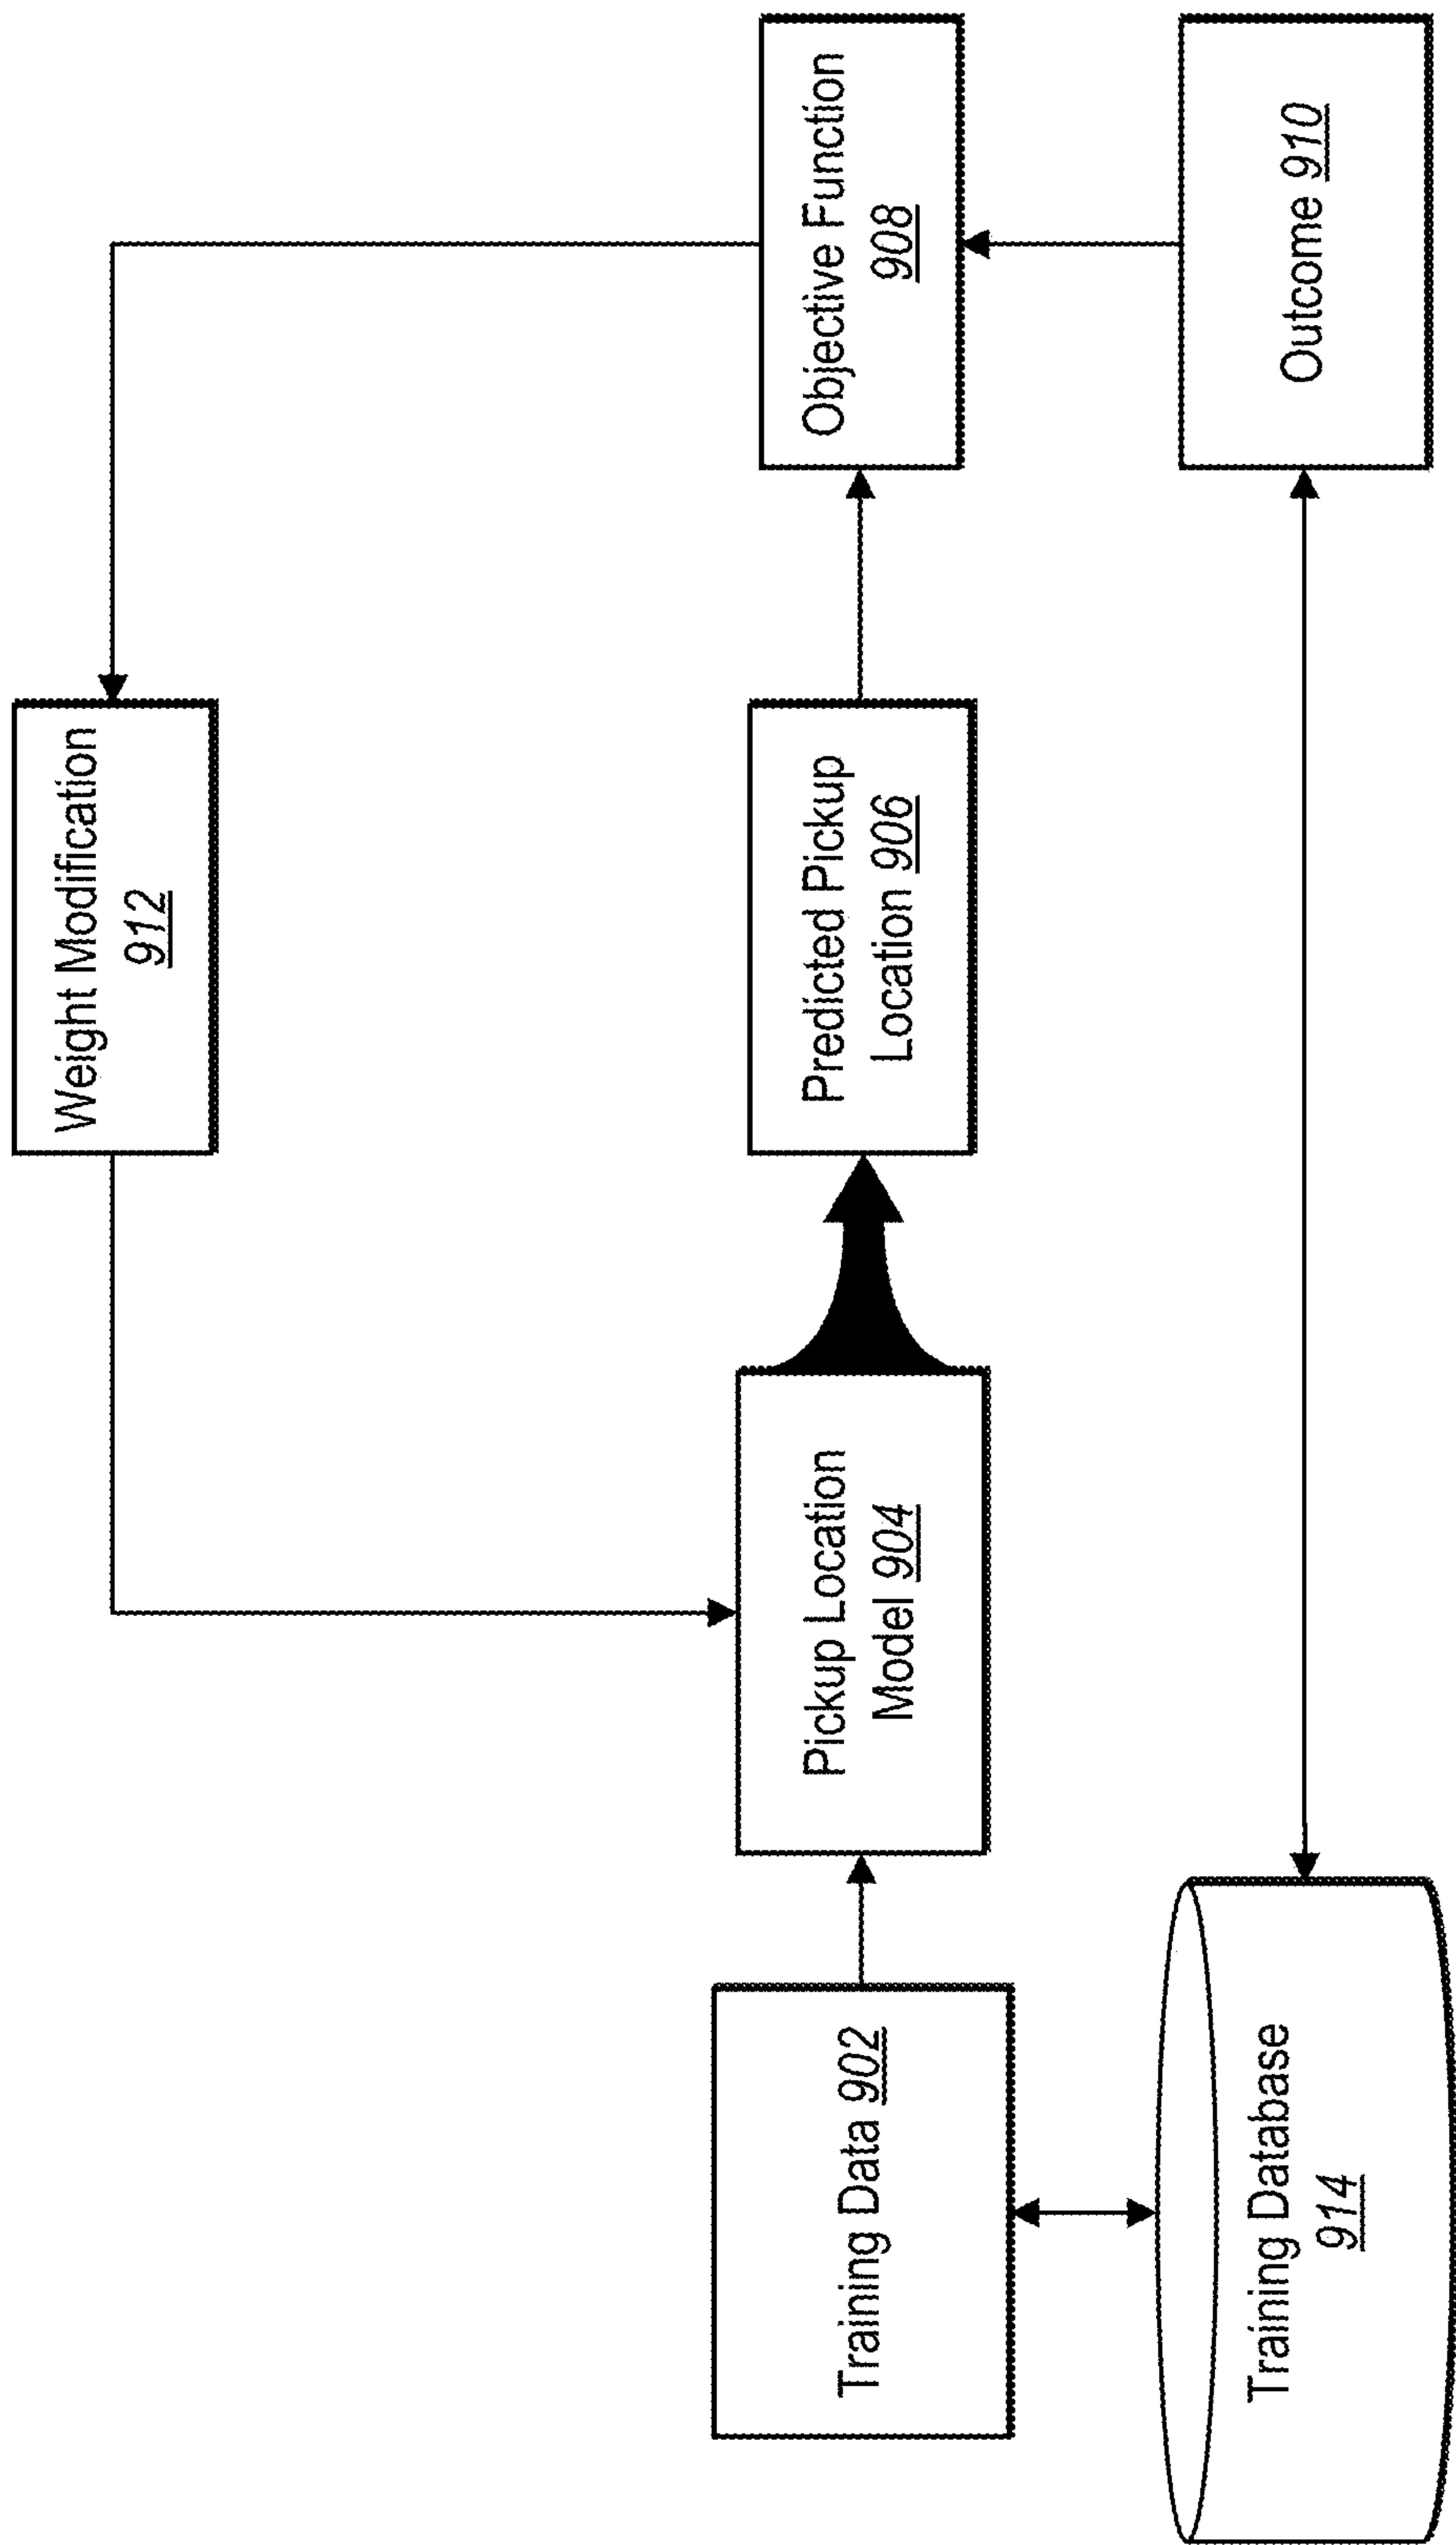 Weight Modification
912
Training Data 902
Pickup Location
Model 904
Predicted Pickup
Location 906
Objective Function
908
Training Database
914
Outcome 910